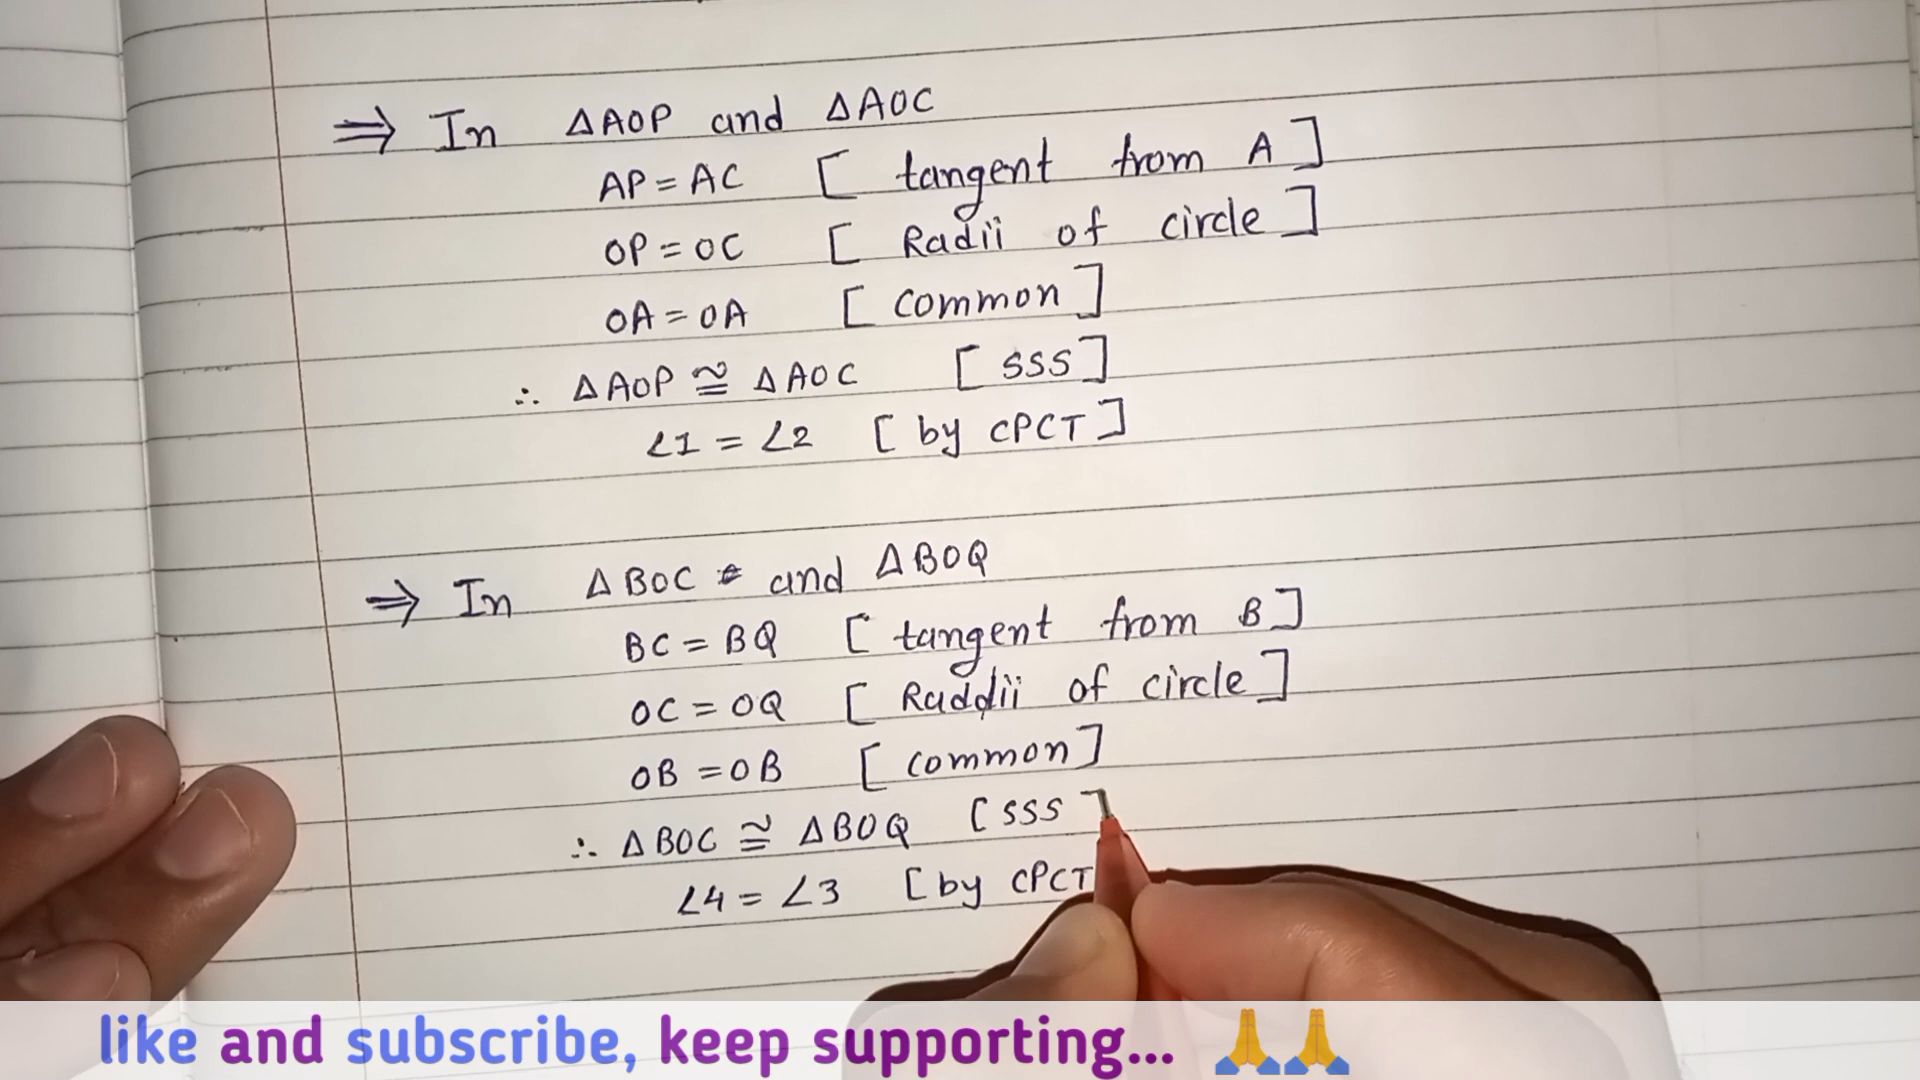 ⇒ In ΔAOP and ΔAOC
AP = AC [ tangent from A ]
OP = OC [ Radii of circle ]
OA = OA [ common ]
∴ ΔAOP ≅ ΔAOC [ SSS ]
∠1 = ∠2 [ by CPCT ]
⇒ In ΔBOC and ΔBOQ
BC = BQ [ tangent from B ]
OC = OQ [ Raddii of circle ]
OB = OB [ common ]
∴ ΔBOC ≅ ΔBOQ [ SSS ]
∠4 = ∠3 [ by CPCT
like and subscribe, keep supporting... 🙏🙏